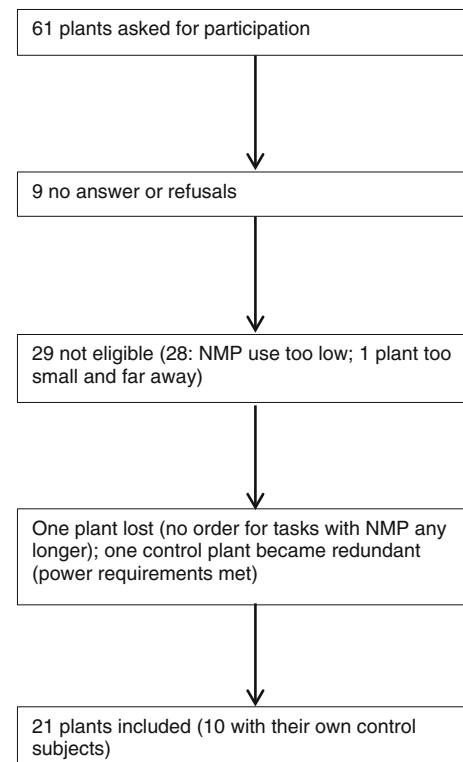 61 plants asked for participation
9 no answer or refusals
29 not eligible (28: NMP use too low; 1 plant too
small and far away)
One plant lost (no order for tasks with NMP any
longer); one control plant became redundant
(power requirements met)
21 plants included (10 with their own control
subjects)